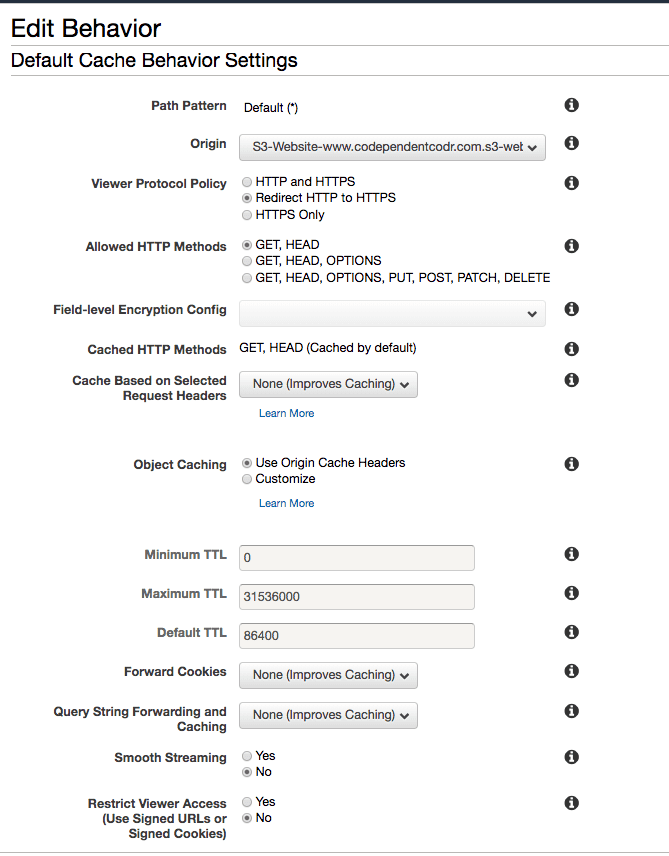 Edit Behavior
Default Cache Behavior Settings
Path Pattern Default (*)
Origin S3-Website-www.codependentcodr.com.s3-web
Viewer Protocol Policy HTTP and HTTPS
Redirect HTTP to HTTPS
HTTPS Only
Allowed HTTP Methods GET, HEAD
GET, HEAD, OPTIONS
GET, HEAD, OPTIONS, PUT, POST, PATCH, DELETE
Field-level Encryption Config
Cached HTTP Methods GET, HEAD (Cached by default)
Cache Based on Selected
Request Headers
None (Improves Caching)
Learn More
Object Caching Use Origin Cache Headers
Customize
Learn More
Minimum TTL 0
Maximum TTL 31536000
Default TTL 86400
Forward Cookies None (Improves Caching)
Query String Forwarding and
Caching
None (Improves Caching)
Smooth Streaming Yes
No
Restrict Viewer Access
(Use Signed URLs or
Signed Cookies)
Yes
No